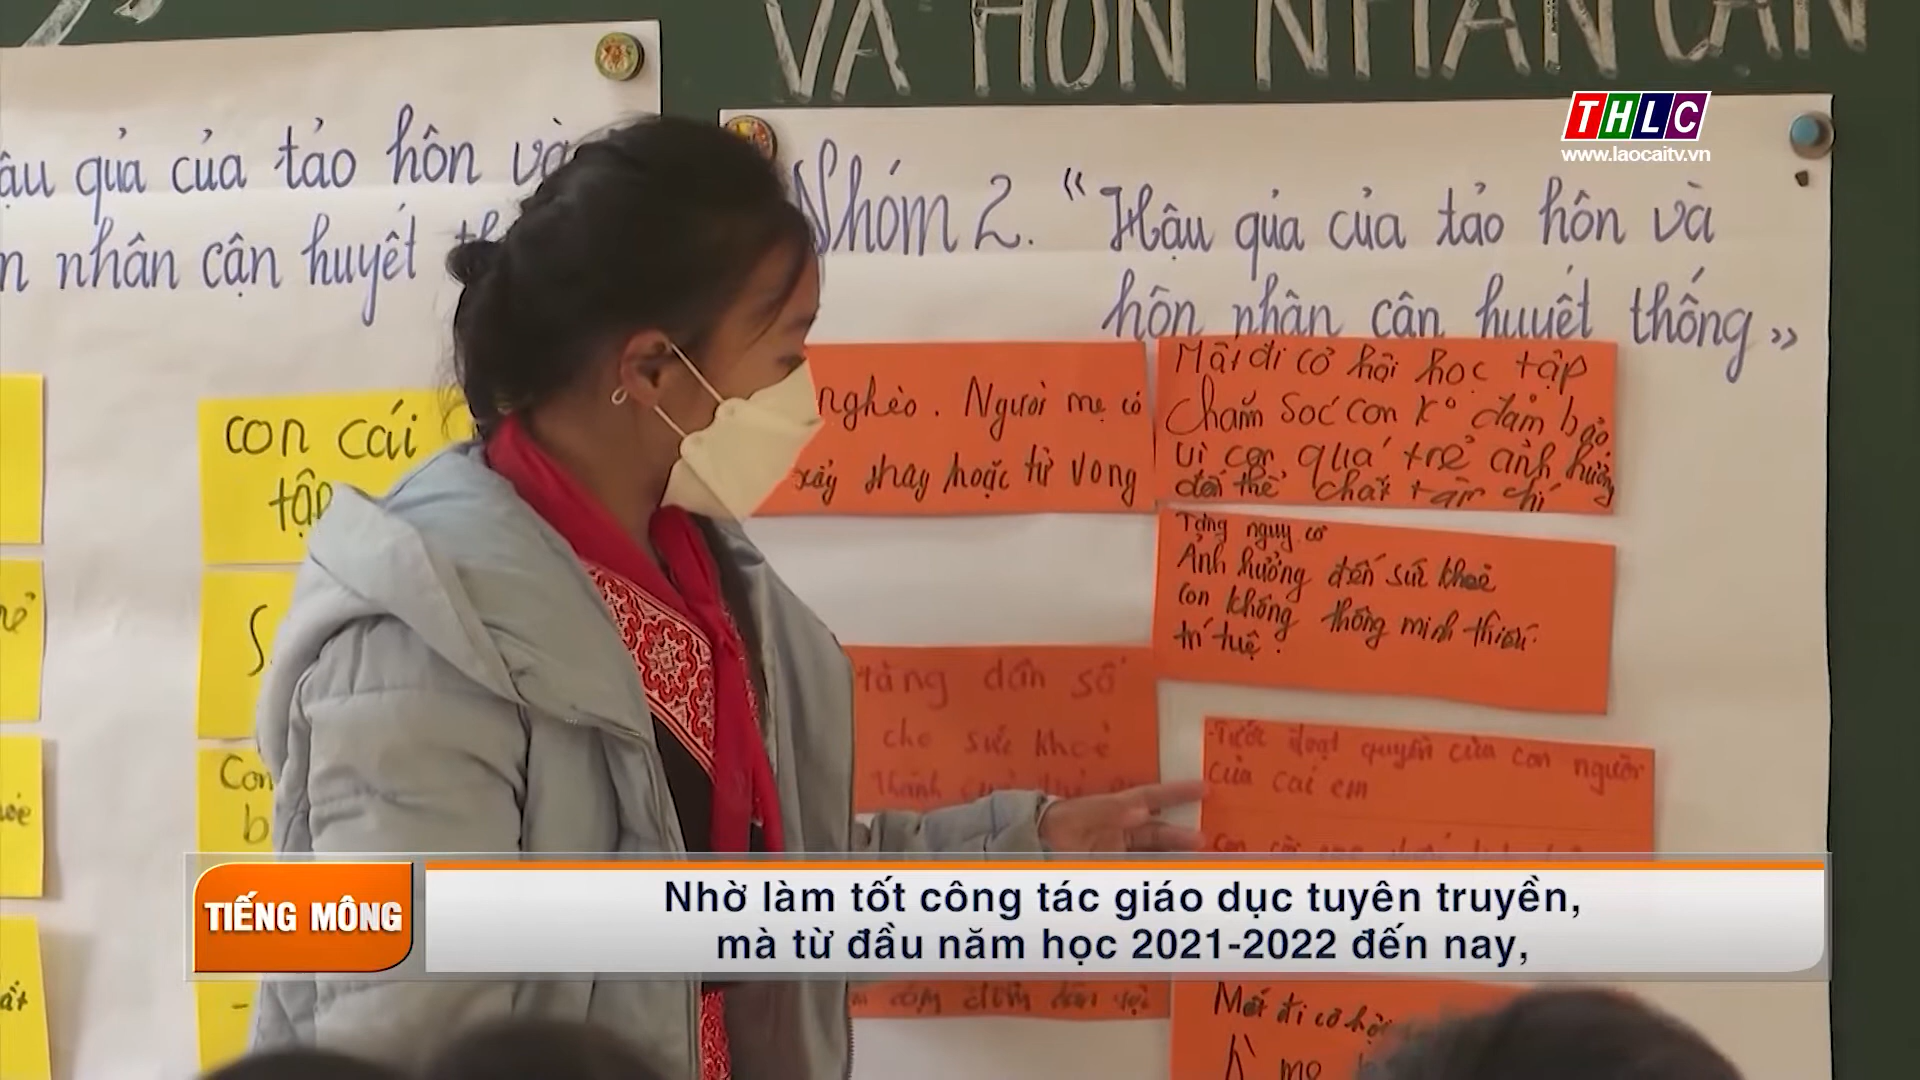 VÀ HÔN NHÂN CẬN
THLC
www.laocaitv.vn
ậu quả của tảo hôn và
n nhân cận huyết th
con cái
tập
S
Con
b
Nhóm 2. “Hậu quả của tảo hôn và
hôn nhân cận huyết thống”
nghèo. Người mẹ có
xảy thay hoặc tử vong
Mất đi cơ hội học tập
chăm sóc con k° đảm bảo
vì con quá trẻ ảnh hưởng
đến thể chất tâm chí
Tăng nguy cơ
Ảnh hưởng đến sức khoẻ
con không thông minh thiểu
trí tuệ.
tăng dân số
cho sức khoẻ
-Tước đoạt quyền của con người
của các em
TIẾNG MÔNG
Nhờ làm tốt công tác giáo dục tuyên truyền,
mà từ đầu năm học 2021-2022 đến nay,
Mất đi cơ hội